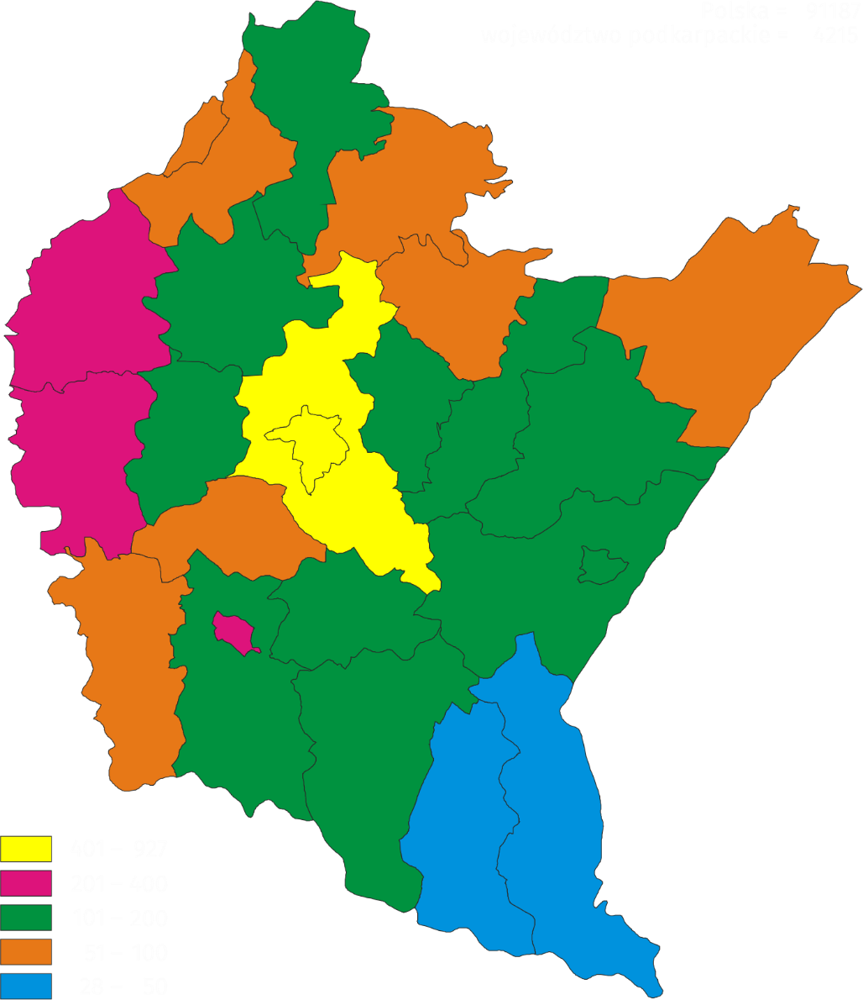 Polska = 91187
województwo podkarpackie = 4215
401 - 927
201 - 400
101 - 200
51 - 100
28 - 50